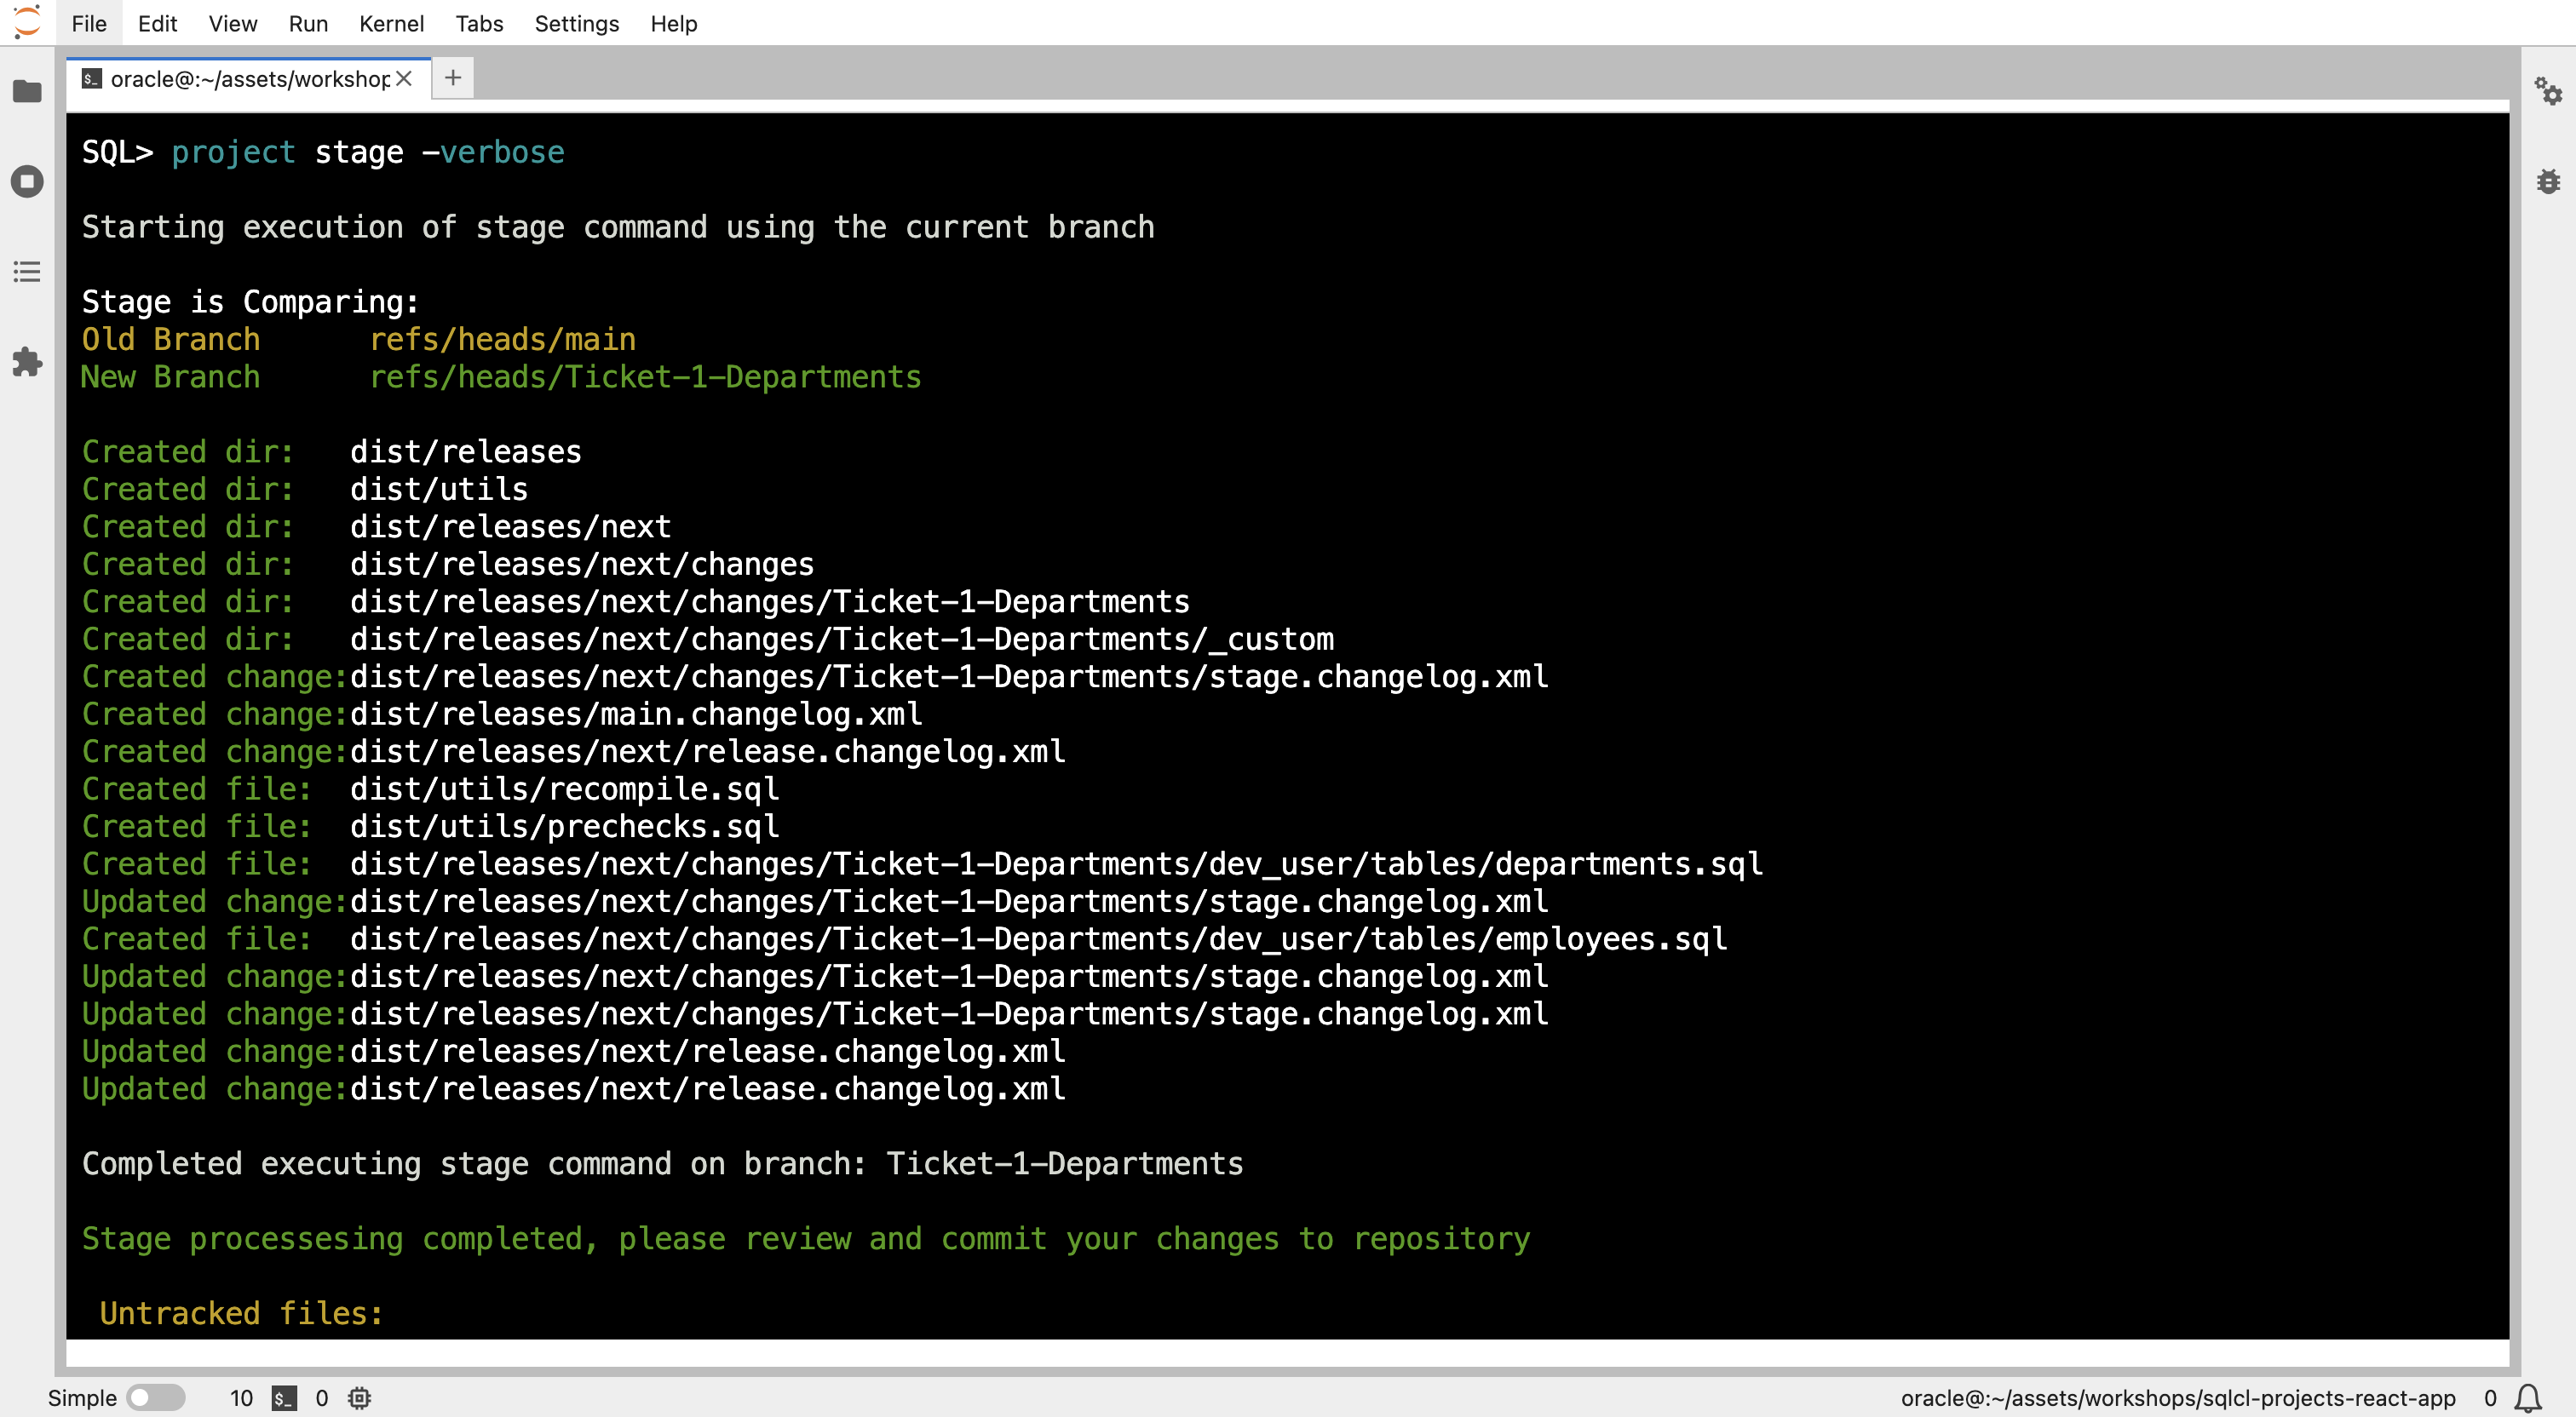 File Edit View Run Kernel Tabs Settings Help
$_ oracle@:~/assets/workshop
SQL> project stage -verbose
Starting execution of stage command using the current branch
Stage is Comparing:
Old Branch refs/heads/main
New Branch refs/heads/Ticket-1-Departments
Created dir: dist/releases
Created dir: dist/utils
Created dir: dist/releases/next
Created dir: dist/releases/next/changes
Created dir: dist/releases/next/changes/Ticket-1-Departments
Created dir: dist/releases/next/changes/Ticket-1-Departments/_custom
Created change:dist/releases/next/changes/Ticket-1-Departments/stage.changelog.xml
Created change:dist/releases/main.changelog.xml
Created change:dist/releases/next/release.changelog.xml
Created file: dist/utils/recompile.sql
Created file: dist/utils/prechecks.sql
Created file: dist/releases/next/changes/Ticket-1-Departments/dev_user/tables/departments.sql
Updated change:dist/releases/next/changes/Ticket-1-Departments/stage.changelog.xml
Created file: dist/releases/next/changes/Ticket-1-Departments/dev_user/tables/employees.sql
Updated change:dist/releases/next/changes/Ticket-1-Departments/stage.changelog.xml
Updated change:dist/releases/next/changes/Ticket-1-Departments/stage.changelog.xml
Updated change:dist/releases/next/release.changelog.xml
Updated change:dist/releases/next/release.changelog.xml
Completed executing stage command on branch: Ticket-1-Departments
Stage processesing completed, please review and commit your changes to repository
Untracked files:
Simple 10 $_ 0 oracle@:~/assets/workshops/sqlcl-projects-react-app 0